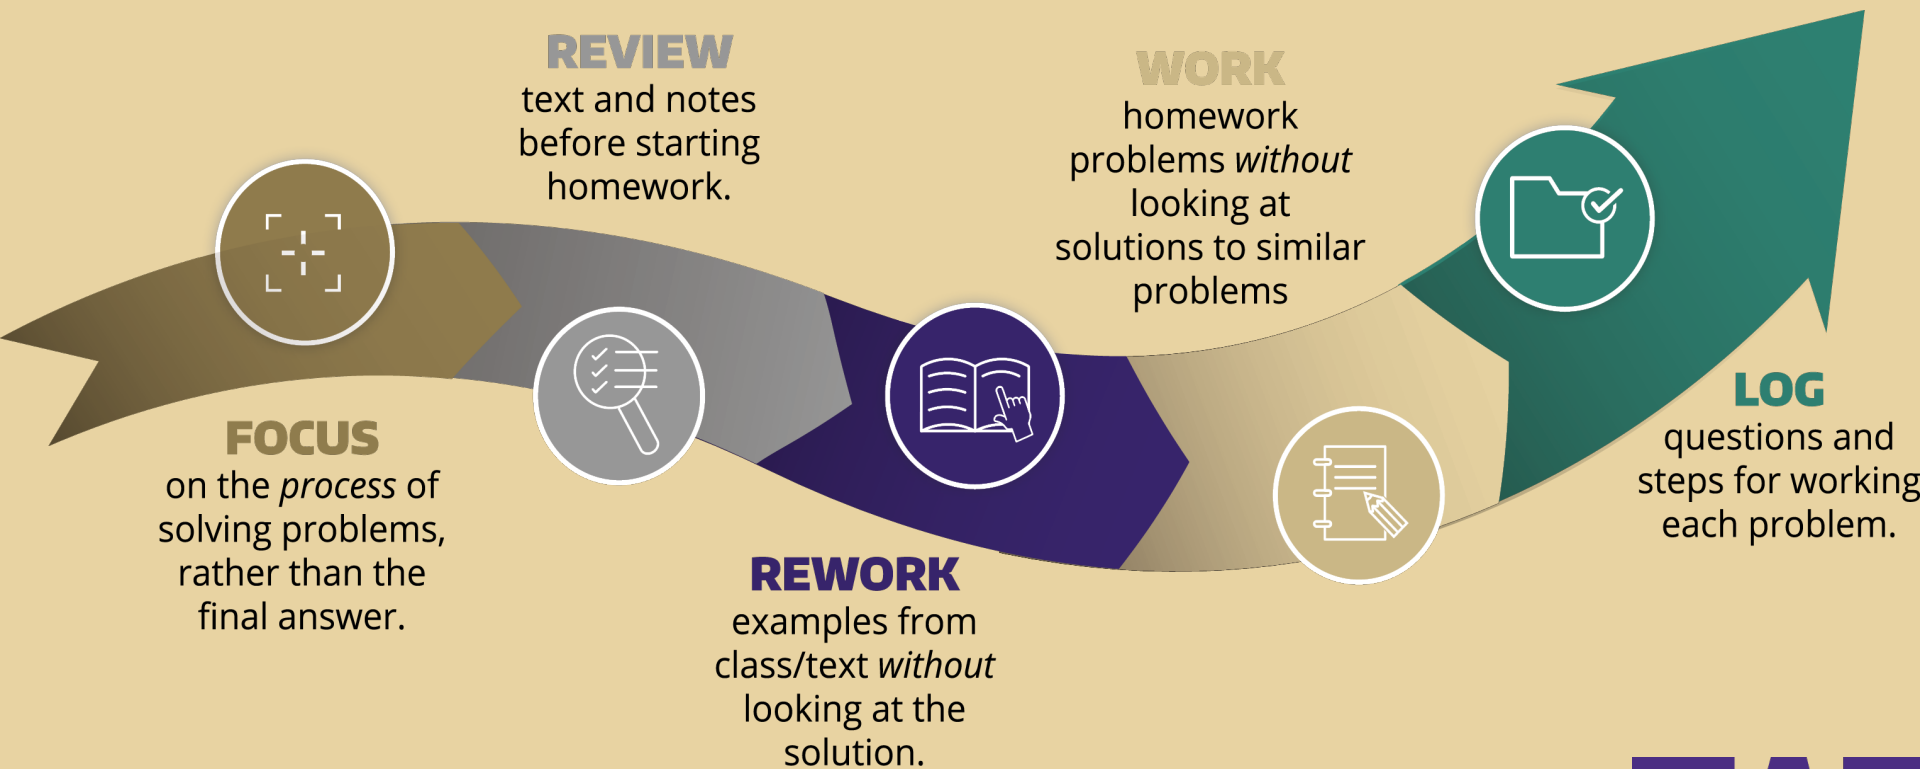 REVIEW
text and notes
before starting
homework.
WORK
homework
problems without
looking at
solutions to similar
problems
FOCUS
on the process of
solving problems,
rather than the
final answer.
REWORK
examples from
class/text without
looking at the
solution.
LOG
questions and
steps for working
each problem.